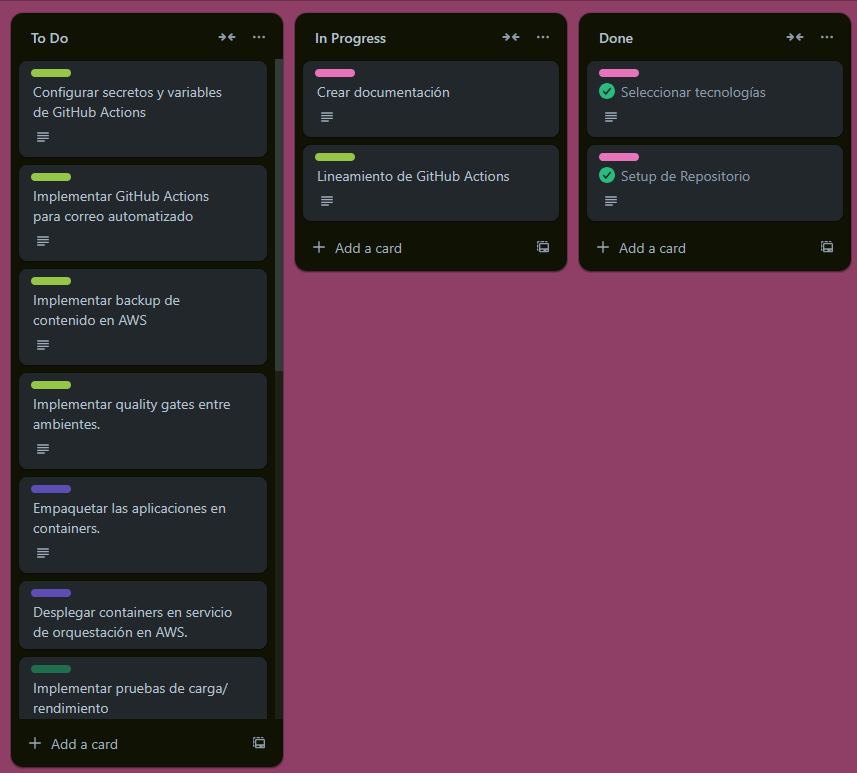 To Do
Configurar secretos y variables
de GitHub Actions
Implementar GitHub Actions
para correo automatizado
Implementar backup de
contenido en AWS
Implementar quality gates entre
ambientes.
Empaquetar las aplicaciones en
containers.
Desplegar containers en servicio
de orquestación en AWS.
Implementar pruebas de carga/
rendimiento
Add a card
In Progress
Crear documentación
Lineamiento de GitHub Actions
Add a card
Done
Seleccionar tecnologías
Setup de Repositorio
Add a card